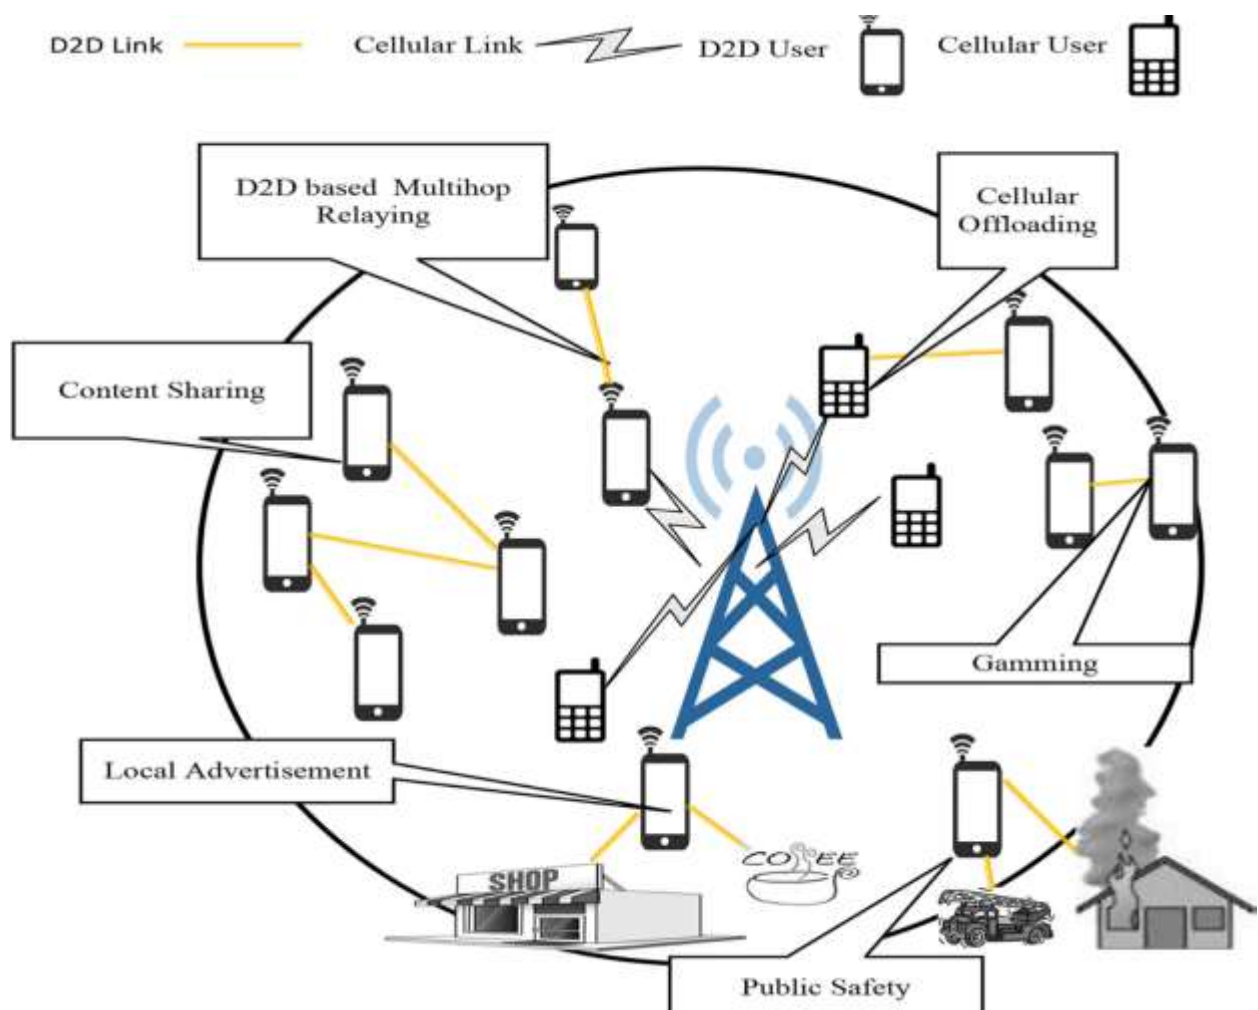 D2D Link
Cellular Link
D2D User
Cellular User
D2D based Multihop
Relaying
Cellular
Offloading
Content Sharing
Gamming
Local Advertisement
SHOP
COFFEE
Public Safety